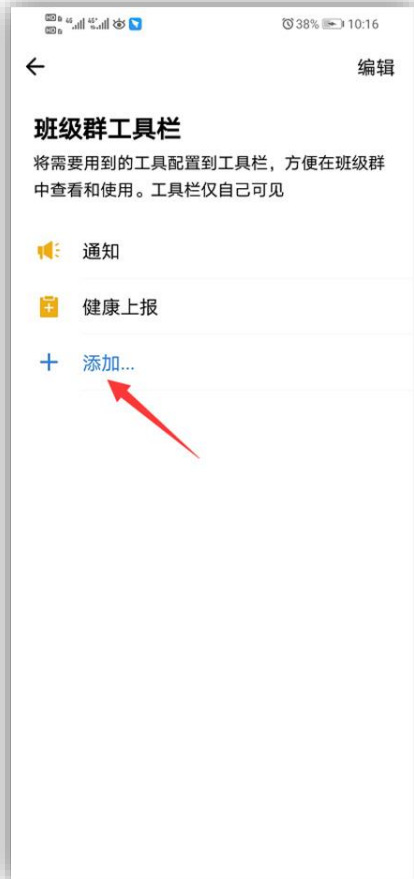 38% 10:16
编辑
班级群工具栏
将需要用到的工具配置到工具栏，方便在班级群
中查看和使用。工具栏仅自己可见
通知
健康上报
添加...